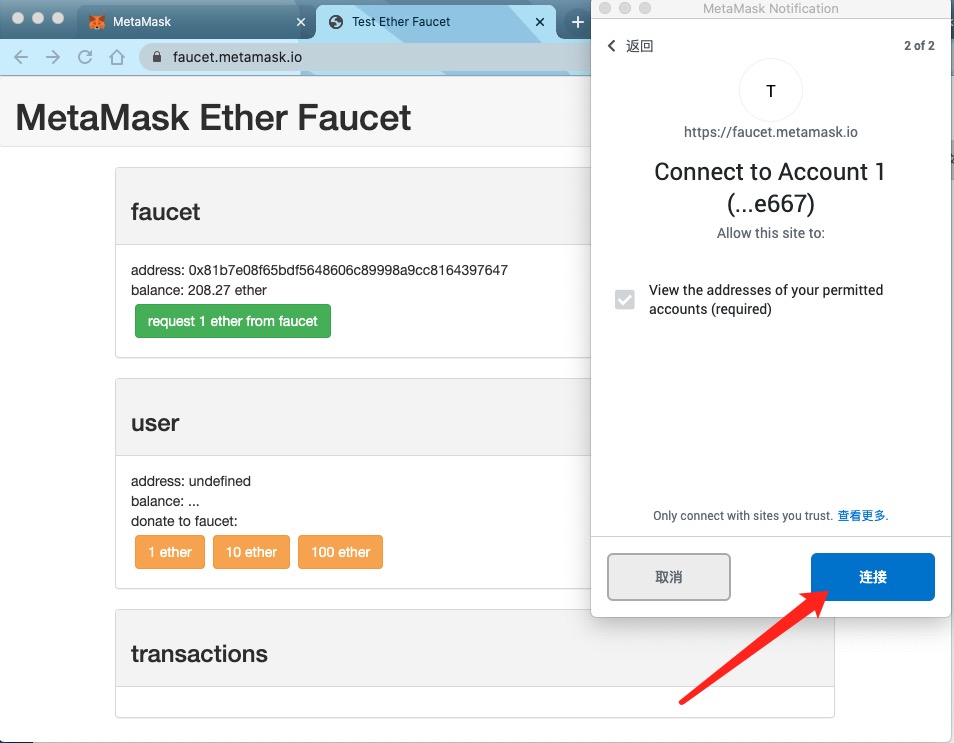 MetaMask
Test Ether Faucet
faucet.metamask.io
MetaMask Ether Faucet
faucet
address: 0x81b7e08f65bdf5648606c89998a9cc8164397647
balance: 208.27 ether
request 1 ether from faucet
user
address: undefined
balance: ...
donate to faucet:
1 ether
10 ether
100 ether
transactions
MetaMask Notification
返回
2 of 2
T
https://faucet.metamask.io
Connect to Account 1
(...e667)
Allow this site to:
View the addresses of your permitted
accounts (required)
Only connect with sites you trust. 查看更多.
取消
连接